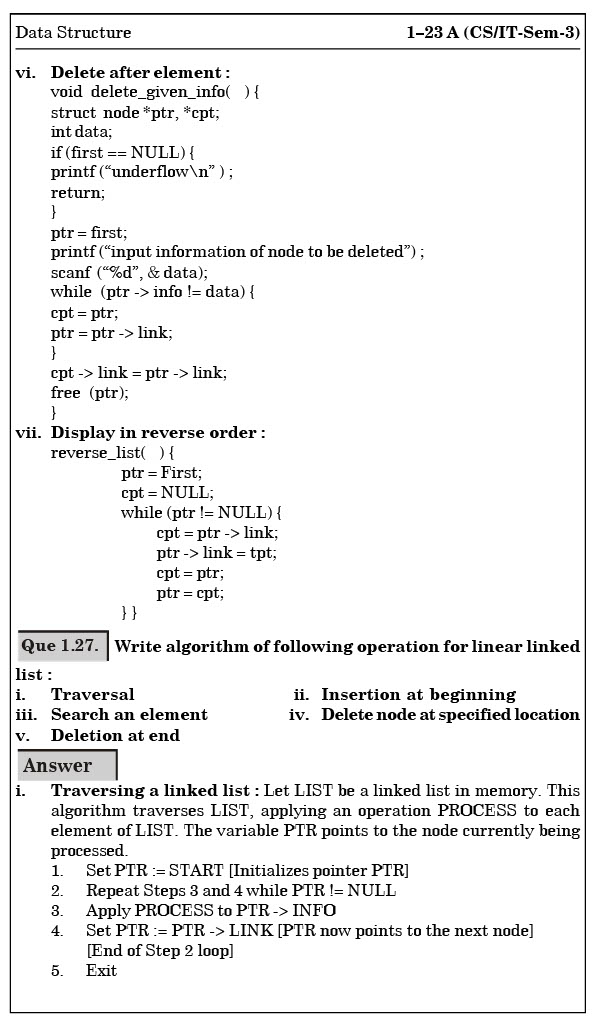 Data Structure 1–23 A (CS/IT-Sem-3)
vi. Delete after element :
void delete_given_info( ) {
struct node *ptr, *cpt;
int data;
if (first == NULL) {
printf (“underflow\n” ) ;
return;
}
ptr = first;
printf (“input information of node to be deleted”) ;
scanf (“%d”, & data);
while (ptr -> info != data) {
cpt = ptr;
ptr = ptr -> link;
}
cpt -> link = ptr -> link;
free (ptr);
}
vii. Display in reverse order :
reverse_list( ) {
ptr = First;
cpt = NULL;
while (ptr != NULL) {
cpt = ptr -> link;
ptr -> link = tpt;
cpt = ptr;
ptr = cpt;
} }
Que 1.27. Write algorithm of following operation for linear linked
list :
i. Traversal ii. Insertion at beginning
iii. Search an element iv. Delete node at specified location
v. Deletion at end
Answer
i. Traversing a linked list : Let LIST be a linked list in memory. This
algorithm traverses LIST, applying an operation PROCESS to each
element of LIST. The variable PTR points to the node currently being
processed.
1. Set PTR := START [Initializes pointer PTR]
2. Repeat Steps 3 and 4 while PTR != NULL
3. Apply PROCESS to PTR -> INFO
4. Set PTR := PTR -> LINK [PTR now points to the next node]
[End of Step 2 loop]
5. Exit